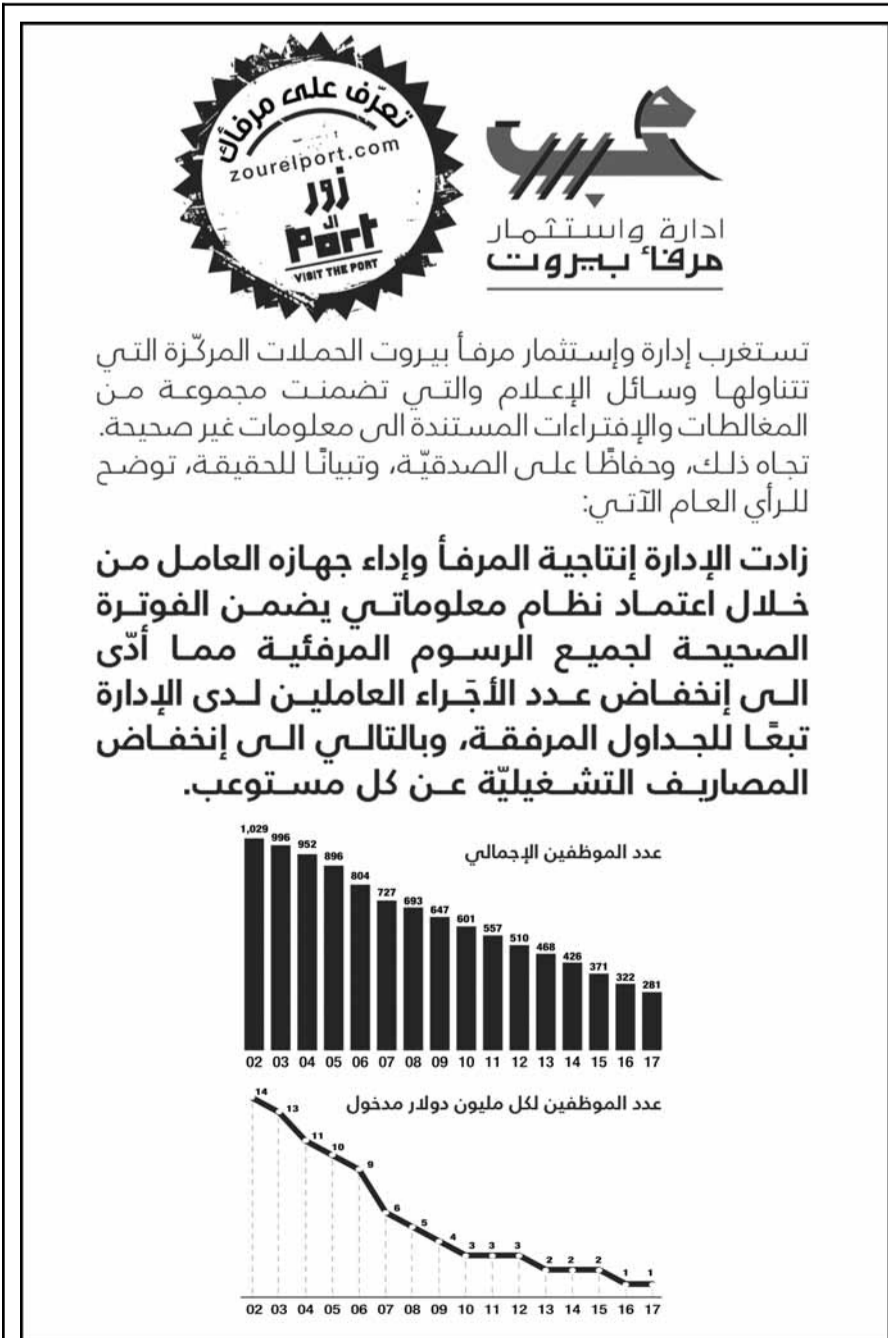 تعرّف على مرفأك
zourelport.com
زور
ال
Port
VISIT THE PORT
ادارة واستثمار
مرفأ بيروت
تستغرب إدارة وإستثمار مرفأ بيروت الحملات المركّزة التي
تتناولها وسائل الإعلام والتي تضمنت مجموعة من
المغالطات والإفتراءات المستندة الى معلومات غير صحيحة.
تجاه ذلك، وحفاظًا على الصدقيّة، وتبيانًا للحقيقة، توضح
للرأي العام الآتي:
زادت الإدارة إنتاجية المرفأ وإداء جهازه العامل من
خلال اعتماد نظام معلوماتي يضمن الفوترة
الصحيحة لجميع الرسوم المرفئية مما أدّى
الى إنخفاض عدد الأجَراء العاملين لدى الإدارة
تبعًا للجداول المرفقة، وبالتالي الى إنخفاض
المصاريف التشغيليّة عن كل مستوعب.
عدد الموظفين الإجمالي
1,029 996 952 896 804 727 693 647 601 557 510 468 426 371 322 281
02 03 04 05 06 07 08 09 10 11 12 13 14 15 16 17
عدد الموظفين لكل مليون دولار مدخول
14 13 11 10 9 6 5 4 3 3 3 2 2 2 1 1
02 03 04 05 06 07 08 09 10 11 12 13 14 15 16 17